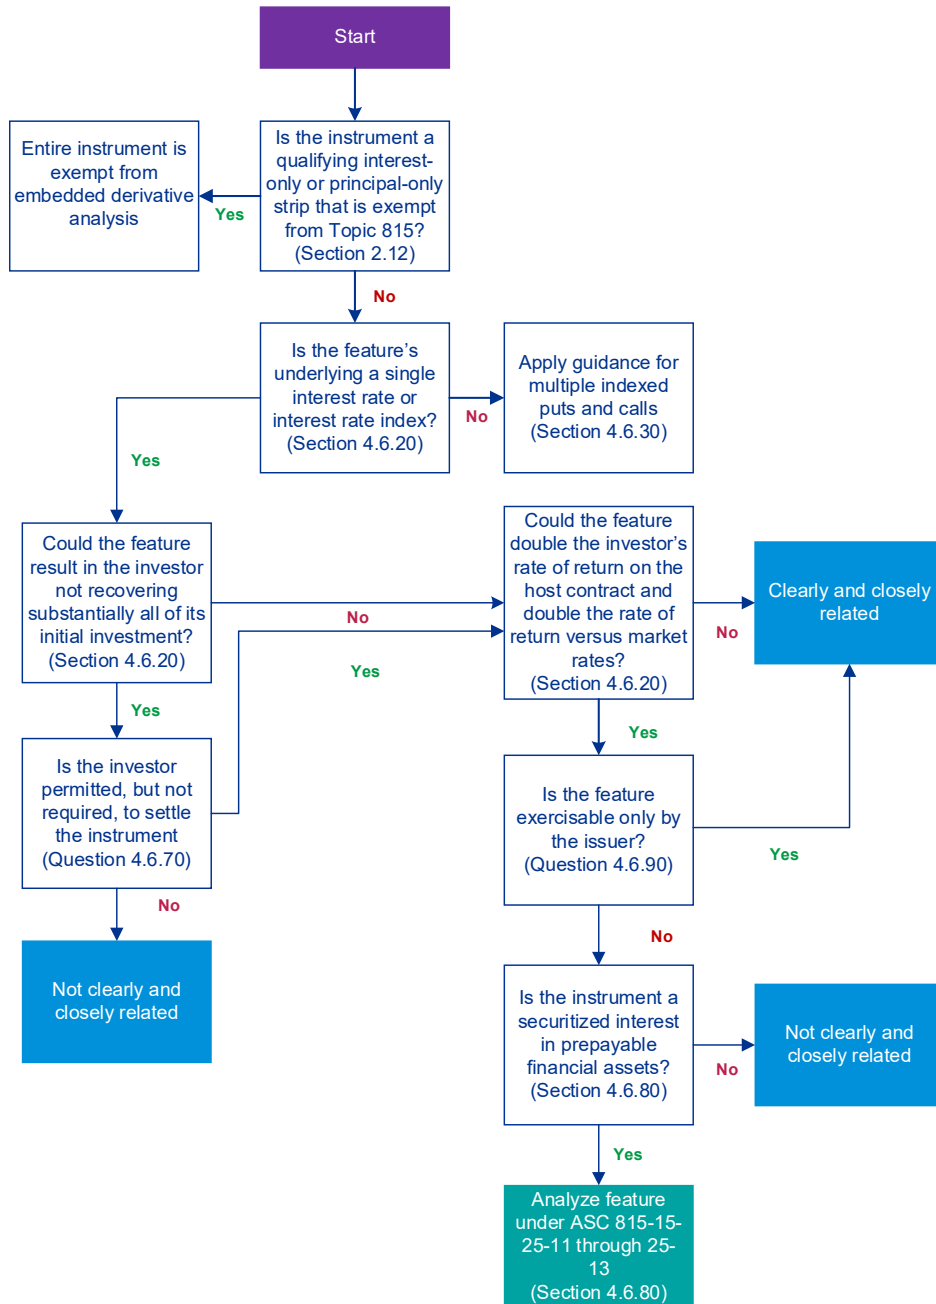 Start
Entire instrument is
exempt from
embedded derivative
analysis
Yes
Is the instrument a
qualifying interest-
only or principal-only
strip that is exempt
from Topic 815?
(Section 2.12)
No
Is the feature's
underlying a single
interest rate or
interest rate index?
(Section 4.6.20)
No
Apply guidance for
multiple indexed
puts and calls
(Section 4.6.30)
Yes
Could the feature
result in the investor
not recovering
substantially all of its
initial investment?
(Section 4.6.20)
No
Could the feature
double the investor's
rate of return on the
host contract and
double the rate of
return versus market
rates?
(Section 4.6.20)
No
Clearly and closely
related
Yes
Yes
Yes
Is the investor
permitted, but not
required, to settle
the instrument
(Question 4.6.70)
Is the feature
exercisable only by
the issuer?
(Question 4.6.90)
Yes
No
No
Not clearly and
closely related
Is the instrument a
securitized interest
in prepayable
financial assets?
(Section 4.6.80)
No
Not clearly and
closely related
Yes
Analyze feature
under ASC 815-15-
25-11 through 25-
13
(Section 4.6.80)